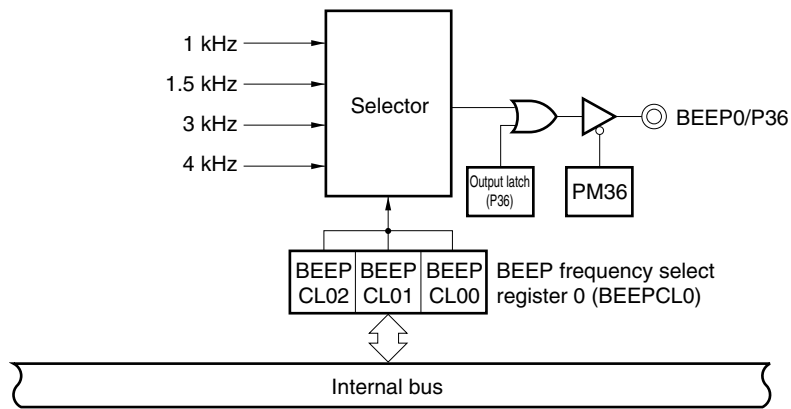 1 kHz
1.5 kHz
3 kHz
4 kHz
Selector
BEEP0/P36
Output latch
(P36)
PM36
BEEP
CL02
BEEP
CL01
BEEP
CL00
BEEP frequency select
register 0 (BEEPCL0)
Internal bus